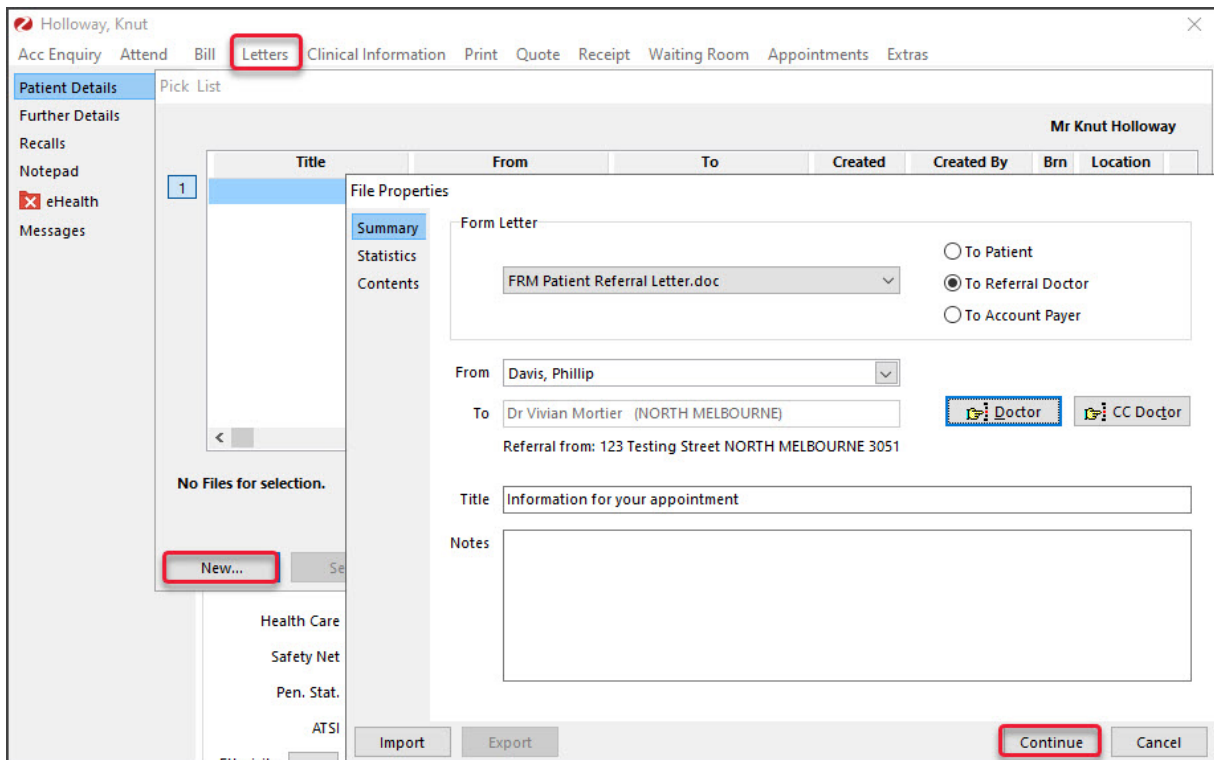 Holloway, Knut
Acc Enquiry Attend Bill Letters Clinical Information Print Quote Receipt Waiting Room Appointments Extras
Patient Details
Further Details
Recalls
Notepad
eHealth
Messages
Pick List
Mr Knut Holloway
Title From To Created Created By Brn Location
1
No Files for selection.
New...
Se
Health Care
Safety Net
Pen. Stat.
ATSI
File Properties
Summary
Statistics
Contents
Form Letter
FRM Patient Referral Letter.doc
To Patient
To Referral Doctor
To Account Payer
From Davis, Phillip
To Dr Vivian Mortier (NORTH MELBOURNE)
Doctor CC Doctor
Referral from: 123 Testing Street NORTH MELBOURNE 3051
Title Information for your appointment
Notes
Import Export Continue Cancel